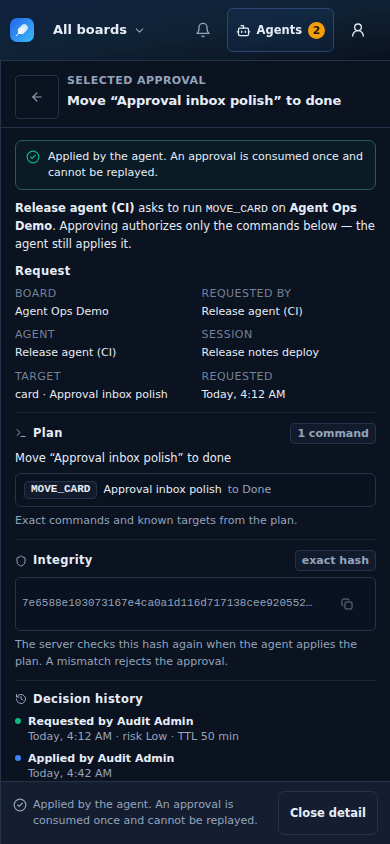 All boards
Agents 2
SELECTED APPROVAL
Move “Approval inbox polish” to done
Applied by the agent. An approval is consumed once and
cannot be replayed.
Release agent (CI) asks to run MOVE_CARD on Agent Ops
Demo. Approving authorizes only the commands below — the
agent still applies it.
Request
BOARD
REQUESTED BY
Agent Ops Demo
Release agent (CI)
AGENT
SESSION
Release agent (CI)
Release notes deploy
TARGET
REQUESTED
card · Approval inbox polish
Today, 4:12 AM
Plan
1 command
Move “Approval inbox polish” to done
MOVE_CARD Approval inbox polish to Done
Exact commands and known targets from the plan.
Integrity
exact hash
7e6588e103073167e4ca0a1d116d717138cee920552…
The server checks this hash again when the agent applies the
plan. A mismatch rejects the approval.
Decision history
Requested by Audit Admin
Today, 4:12 AM · risk Low · TTL 50 min
Applied by Audit Admin
Today, 4:42 AM
Applied by the agent. An approval is
consumed once and cannot be replayed.
Close detail